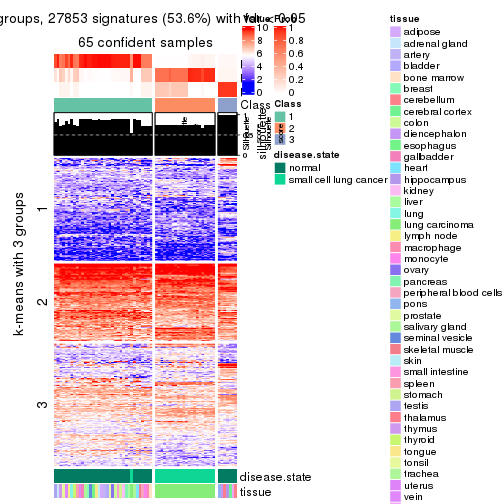 groups, 27853 signatures (53.6%) with fdr < 0.05
65 confident samples
Value
10
8
6
4
2
0
Prob
1
0.8
0.6
0.4
0.2
0
Class
silhouette
Class
1
2
3
disease.state
normal
small cell lung cancer
tissue
adipose
adrenal gland
artery
bladder
bone marrow
breast
cerebellum
cerebral cortex
colon
diencephalon
esophagus
gallbladder
heart
hippocampus
kidney
liver
lung
lung carcinoma
lymph node
macrophage
monocyte
ovary
pancreas
peripheral blood cells
pons
prostate
salivary gland
seminal vesicle
skeletal muscle
skin
small intestine
spleen
stomach
testis
thalamus
thymus
thyroid
tongue
tonsil
trachea
uterus
vein
k-means with 3 groups
1
2
3
disease.state
tissue